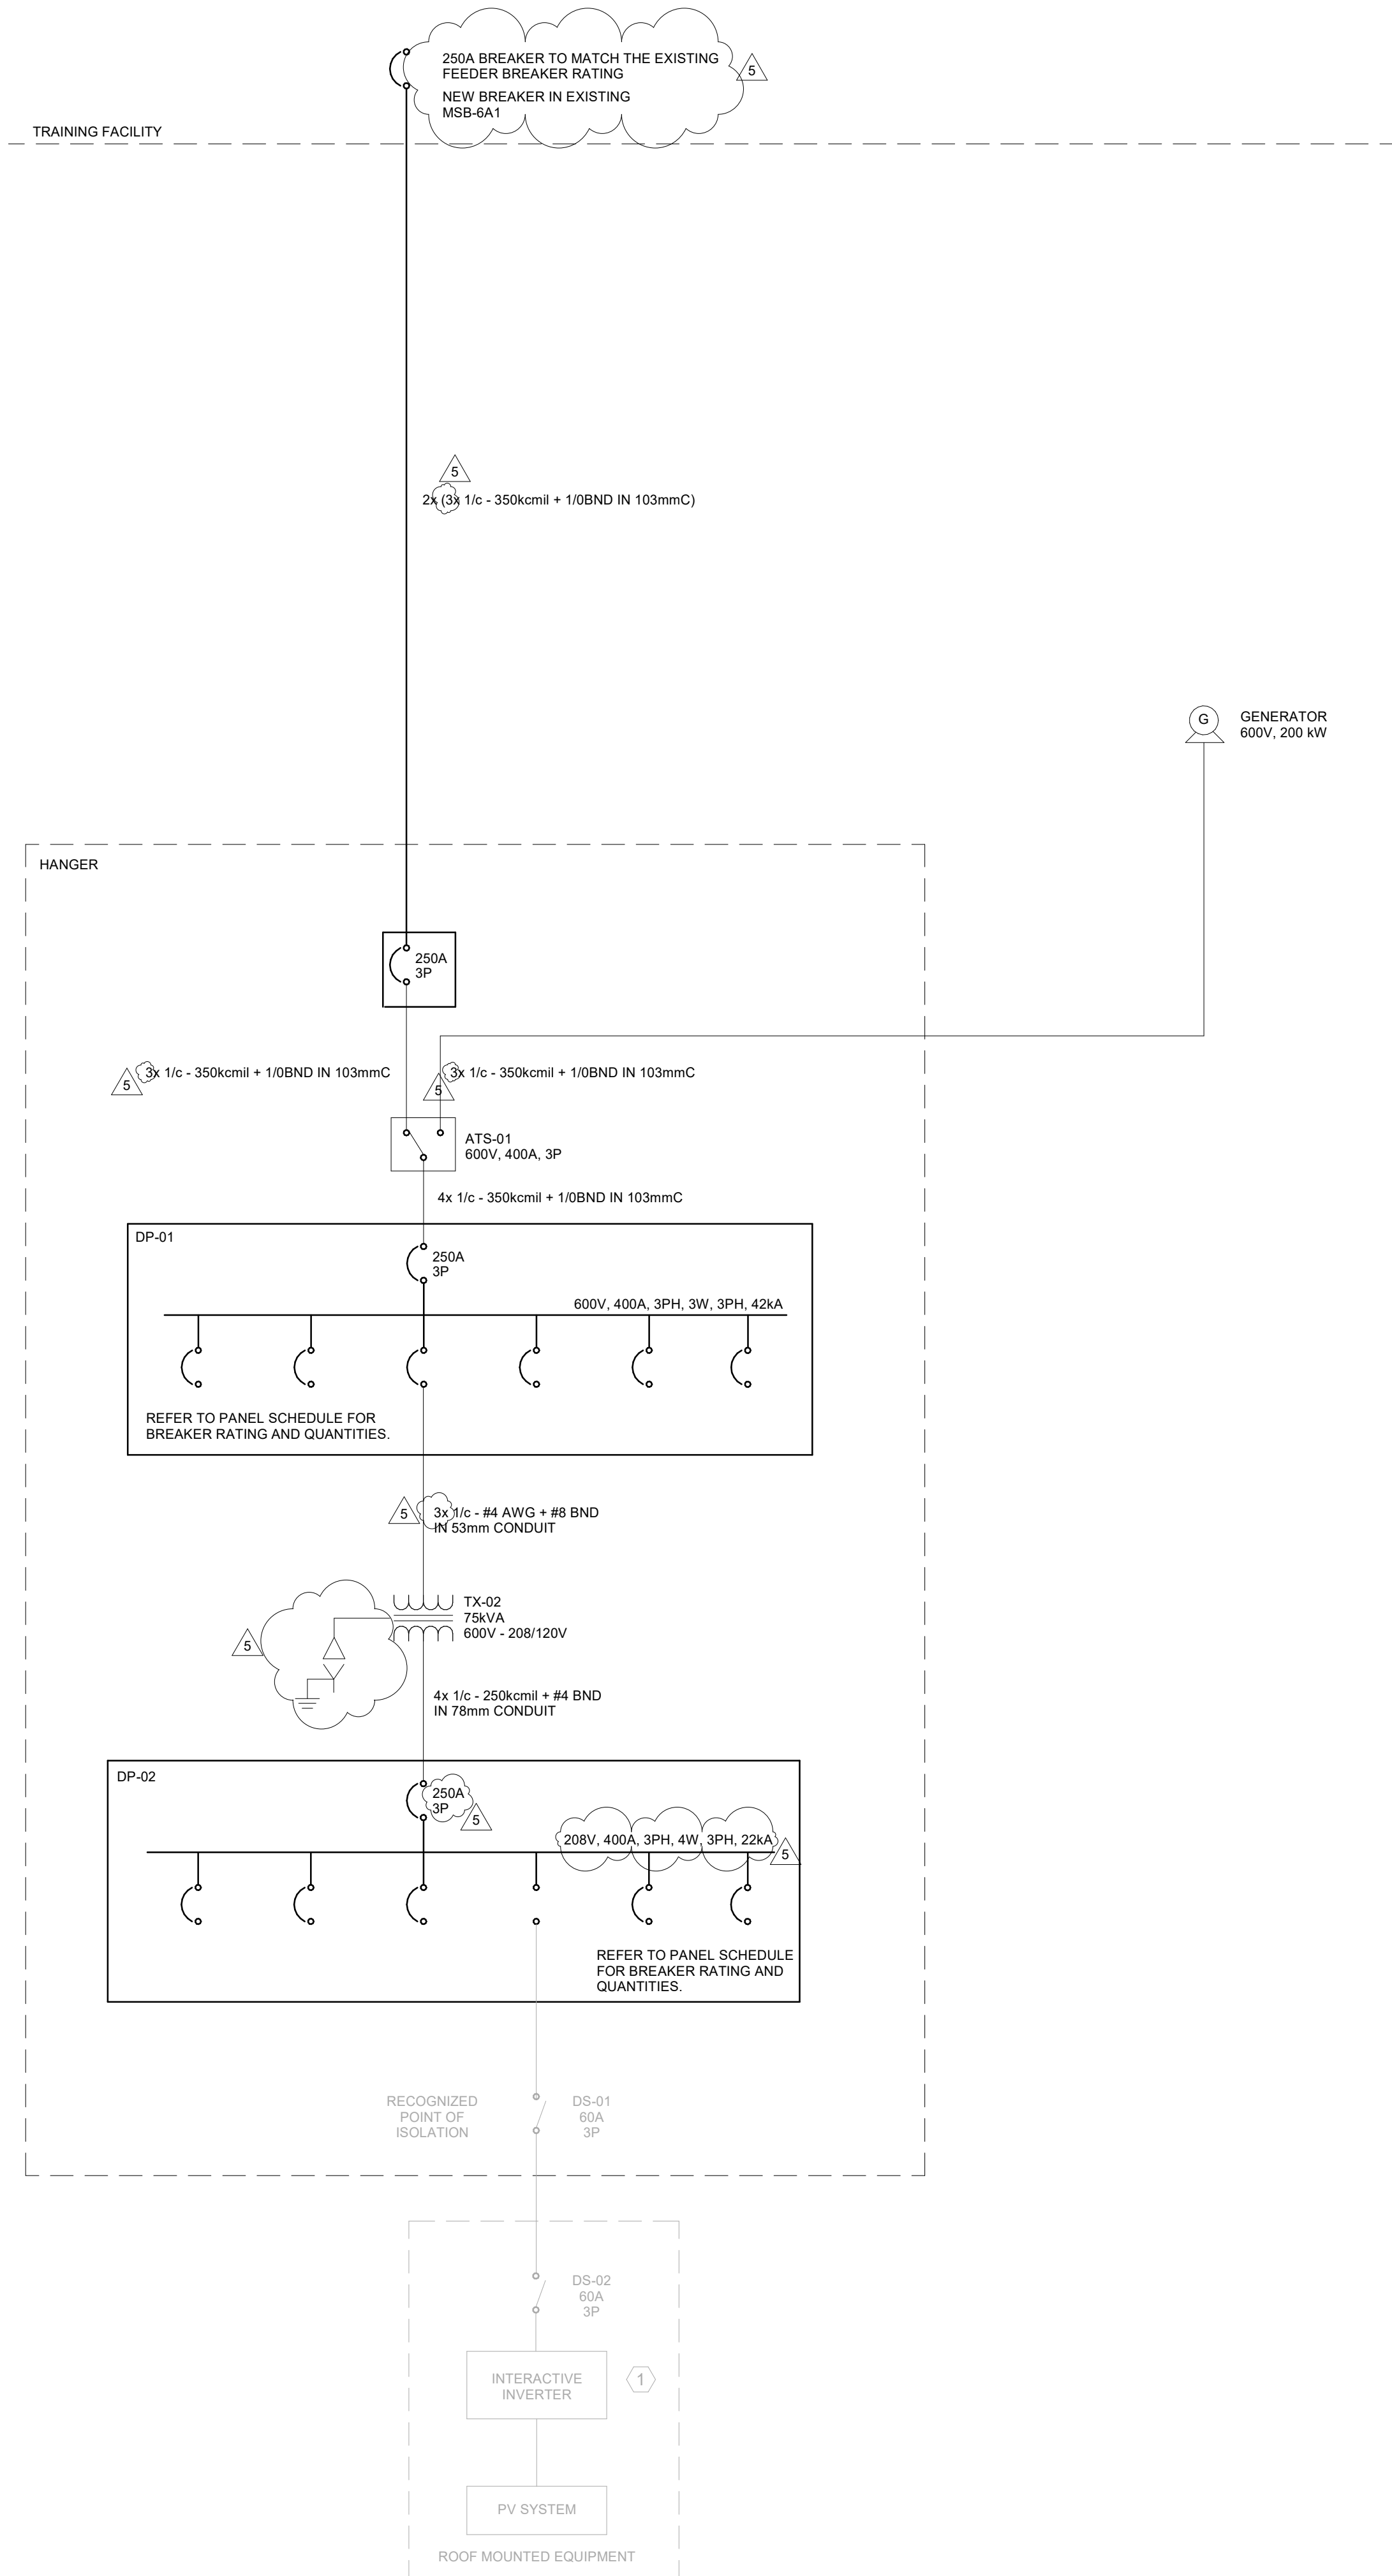 250A BREAKER TO MATCH THE EXISTING
FEEDER BREAKER RATING
5
NEW BREAKER IN EXISTING
MSB-6A1
TRAINING FACILITY
5
2x (3x 1/c - 350kcmil + 1/0BND IN 103mmC)
G
GENERATOR
600V, 200 kW
HANGER
250A
3P
5
3x 1/c - 350kcmil + 1/0BND IN 103mmC
5
3x 1/c - 350kcmil + 1/0BND IN 103mmC
ATS-01
600V, 400A, 3P
4x 1/c - 350kcmil + 1/0BND IN 103mmC
DP-01
250A
3P
600V, 400A, 3PH, 3W, 3PH, 42kA
REFER TO PANEL SCHEDULE FOR
BREAKER RATING AND QUANTITIES.
5
3x 1/c - #4 AWG + #8 BND
IN 53mm CONDUIT
TX-02
75kVA
600V - 208/120V
5
4x 1/c - 250kcmil + #4 BND
IN 78mm CONDUIT
DP-02
250A
3P
5
208V, 400A, 3PH, 4W, 3PH, 22kA
5
REFER TO PANEL SCHEDULE
FOR BREAKER RATING AND
QUANTITIES.
RECOGNIZED
POINT OF
ISOLATION
DS-01
60A
3P
DS-02
60A
3P
INTERACTIVE
INVERTER
1
PV SYSTEM
ROOF MOUNTED EQUIPMENT